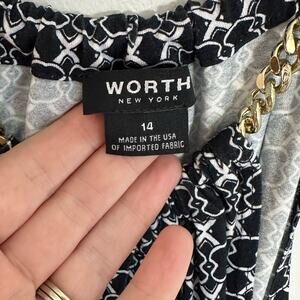 WORTH
NEW YORK
14
MADE IN THE USA
OF IMPORTED FABRIC